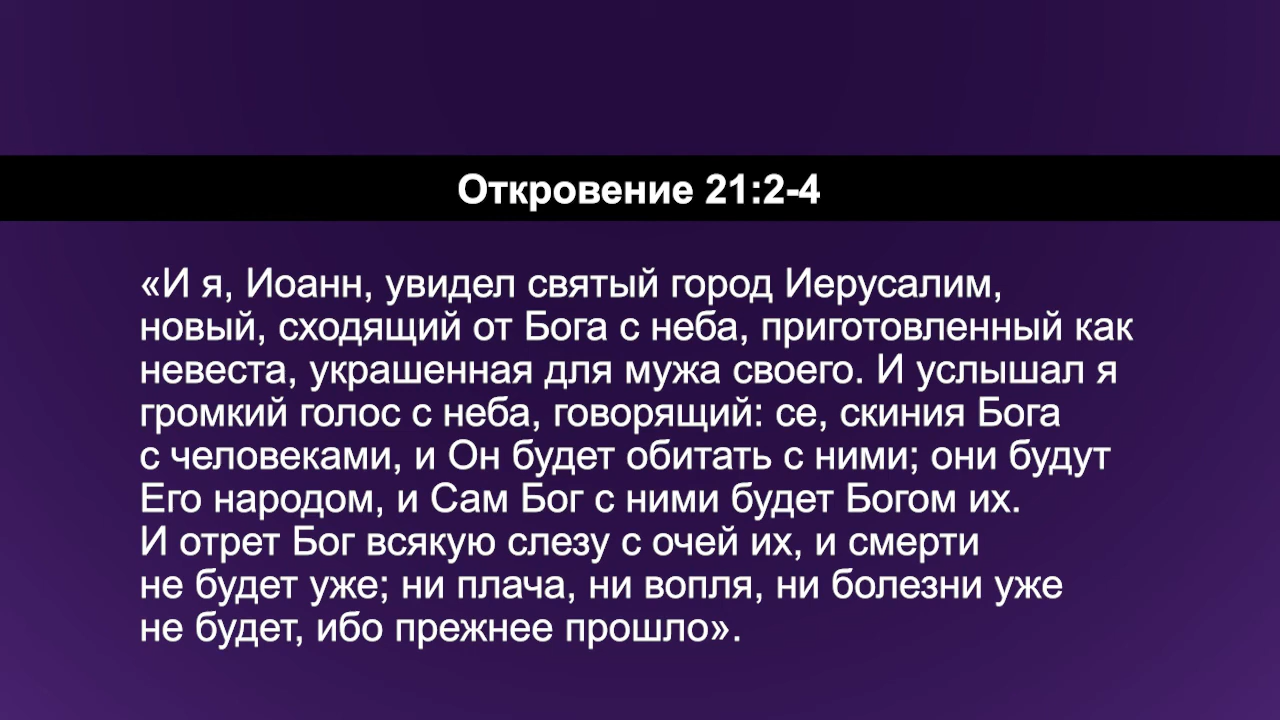 Откровение 21:2-4
«И я, Иоанн, увидел святый город Иерусалим,
новый, сходящий от Бога с неба, приготовленный как
невеста, украшенная для мужа своего. И услышал я
громкий голос с неба, говорящий: се, скиния Бога
с человеками, и Он будет обитать с ними; они будут
Его народом, и Сам Бог с ними будет Богом их.
И отрет Бог всякую слезу с очей их, и смерти
не будет уже; ни плача, ни вопля, ни болезни уже
не будет, ибо прежнее прошло».